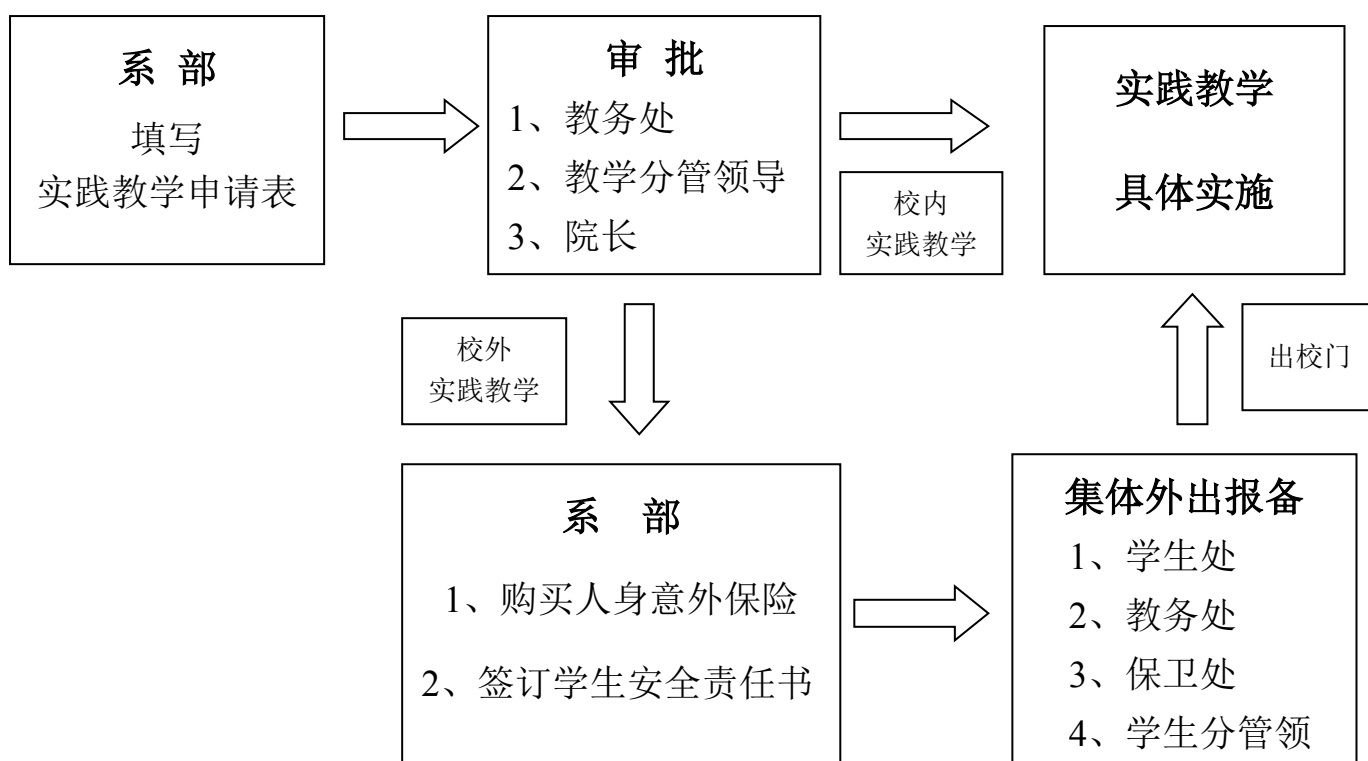 系 部
填写
实践教学申请表
审 批
1、教务处
2、教学分管领导
3、院长
校内
实践教学
实践教学
具体实施
校外
实践教学
出校门
系 部
1、购买人身意外保险
2、签订学生安全责任书
集体外出报备
1、学生处
2、教务处
3、保卫处
4、学生分管领